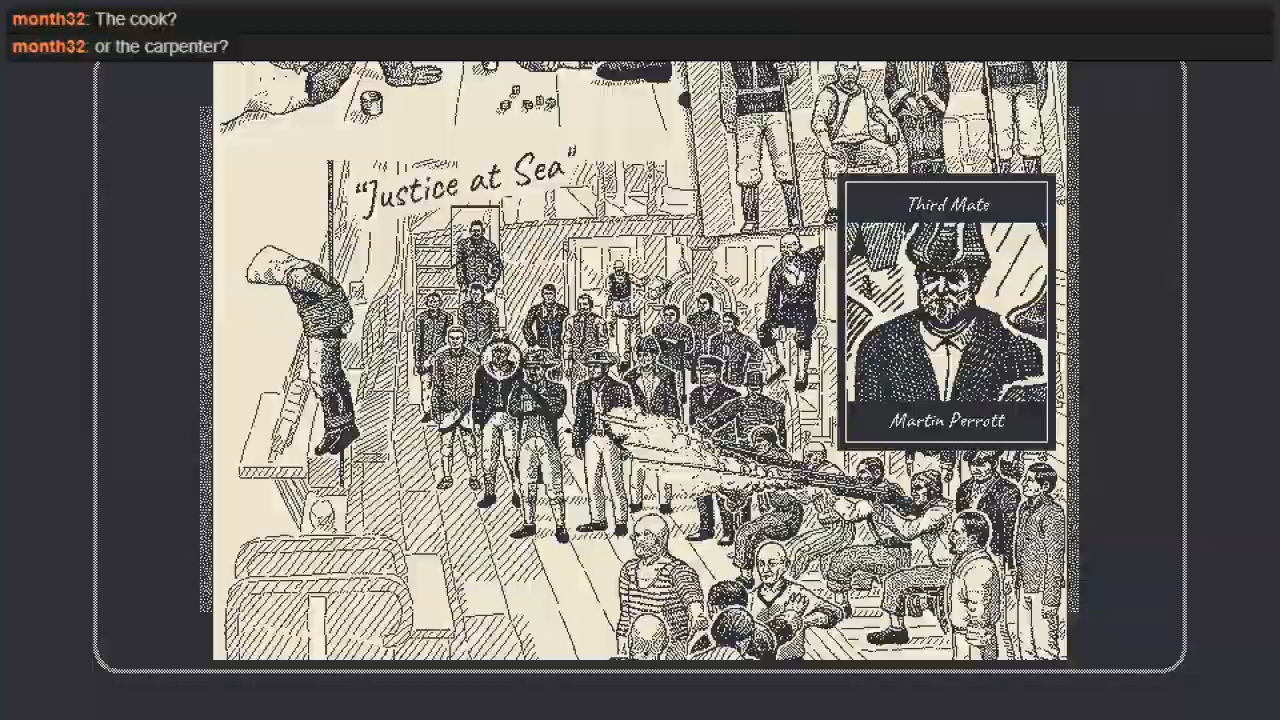 month32: The cook?
month32: or the carpenter?
"Justice at Sea"
Third Mate
Martin Perrott